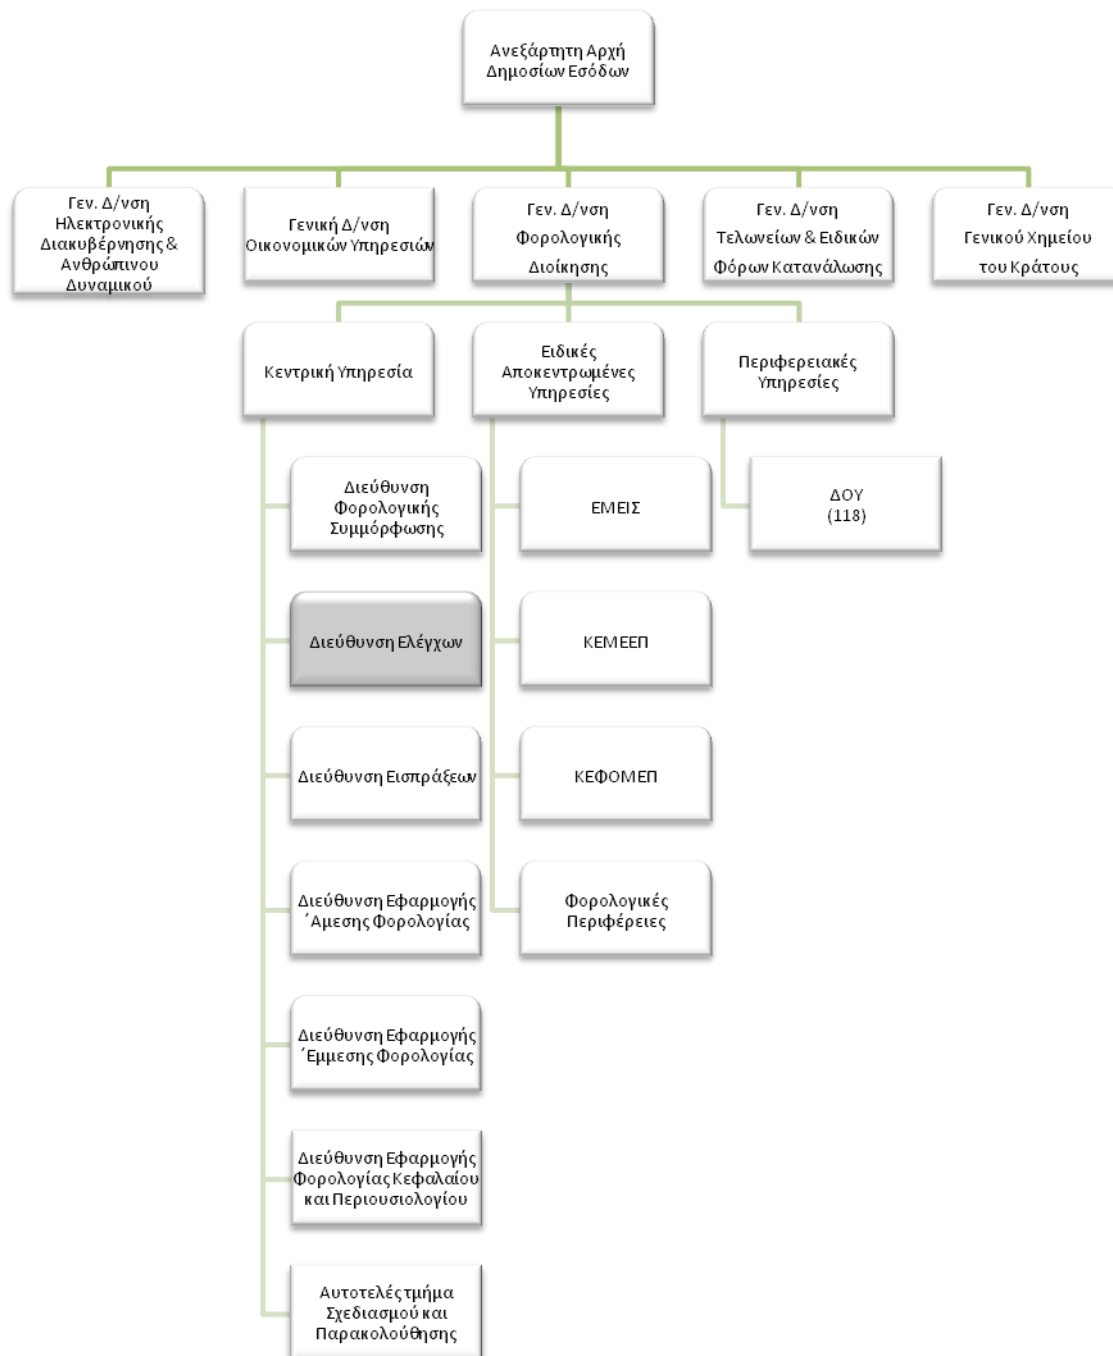 Ανεξάρτητη Αρχή
Δημοσίων Εσόδων
Γεν. Δ/νση
Ηλεκτρονικής
Διακυβέρνησης &
Ανθρώπινου
Δυναμικού
Γενική Δ/νση
Οικονομικών Υπηρεσιών
Γεν. Δ/νση
Φορολογικής
Διοίκησης
Γεν. Δ/νση
Τελωνείων & Ειδικών
Φόρων Κατανάλωσης
Γεν. Δ/νση
Γενικού Χημείου
του Κράτους
Κεντρική Υπηρεσία
Ειδικές
Αποκεντρωμένες
Υπηρεσίες
Περιφερειακές
Υπηρεσίες
Διεύθυνση
Φορολογικής
Συμμόρφωσης
ΕΜΕΙΣ
ΔΟΥ
(118)
Διεύθυνση Ελέγχων
ΚΕΜΕΕΠ
Διεύθυνση Εισπράξεων
ΚΕΦΟΜΕΠ
Διεύθυνση Εφαρμογής
΄Αμεσης Φορολογίας
Φορολογικές
Περιφέρειες
Διεύθυνση Εφαρμογής
΄Εμμεσης Φορολογίας
Διεύθυνση Εφαρμογής
Φορολογίας Κεφαλαίου
και Περιουσιολογίου
Αυτοτελές τμήμα
Σχεδιασμού και
Παρακολούθησης